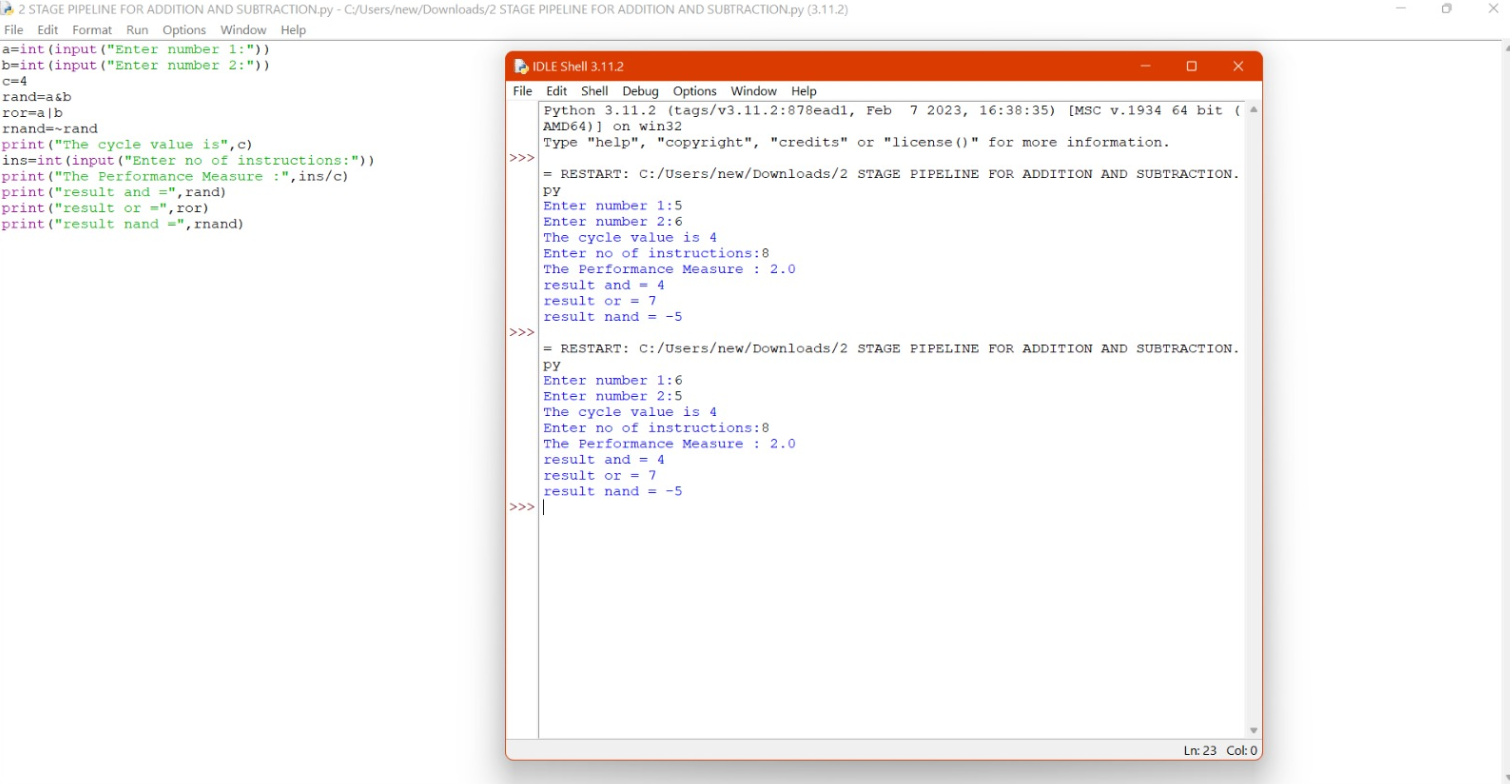 2 STAGE PIPELINE FOR ADDITION AND SUBTRACTION.py - C:/Users/new/Downloads/2 STAGE PIPELINE FOR ADDITION AND SUBTRACTION.py (3.11.2)
File Edit Format Run Options Window Help
a=int(input("Enter number 1:"))
b=int(input("Enter number 2:"))
c=4
rand=a&b
ror=a|b
rnand=~rand
print("The cycle value is",c)
ins=int(input("Enter no of instructions:"))
print("The Performance Measure :",ins/c)
print("result and =",rand)
print("result or =",ror)
print("result nand =",rnand)
IDLE Shell 3.11.2
File Edit Shell Debug Options Window Help
Python 3.11.2 (tags/v3.11.2:878ead1, Feb  7 2023, 16:38:35) [MSC v.1934 64 bit (
AMD64)] on win32
Type "help", "copyright", "credits" or "license()" for more information.
>>>
= RESTART: C:/Users/new/Downloads/2 STAGE PIPELINE FOR ADDITION AND SUBTRACTION.
py
Enter number 1:5
Enter number 2:6
The cycle value is 4
Enter no of instructions:8
The Performance Measure : 2.0
result and = 4
result or = 7
result nand = -5
>>>
= RESTART: C:/Users/new/Downloads/2 STAGE PIPELINE FOR ADDITION AND SUBTRACTION.
py
Enter number 1:6
Enter number 2:5
The cycle value is 4
Enter no of instructions:8
The Performance Measure : 2.0
result and = 4
result or = 7
result nand = -5
>>>
Ln: 23 Col: 0